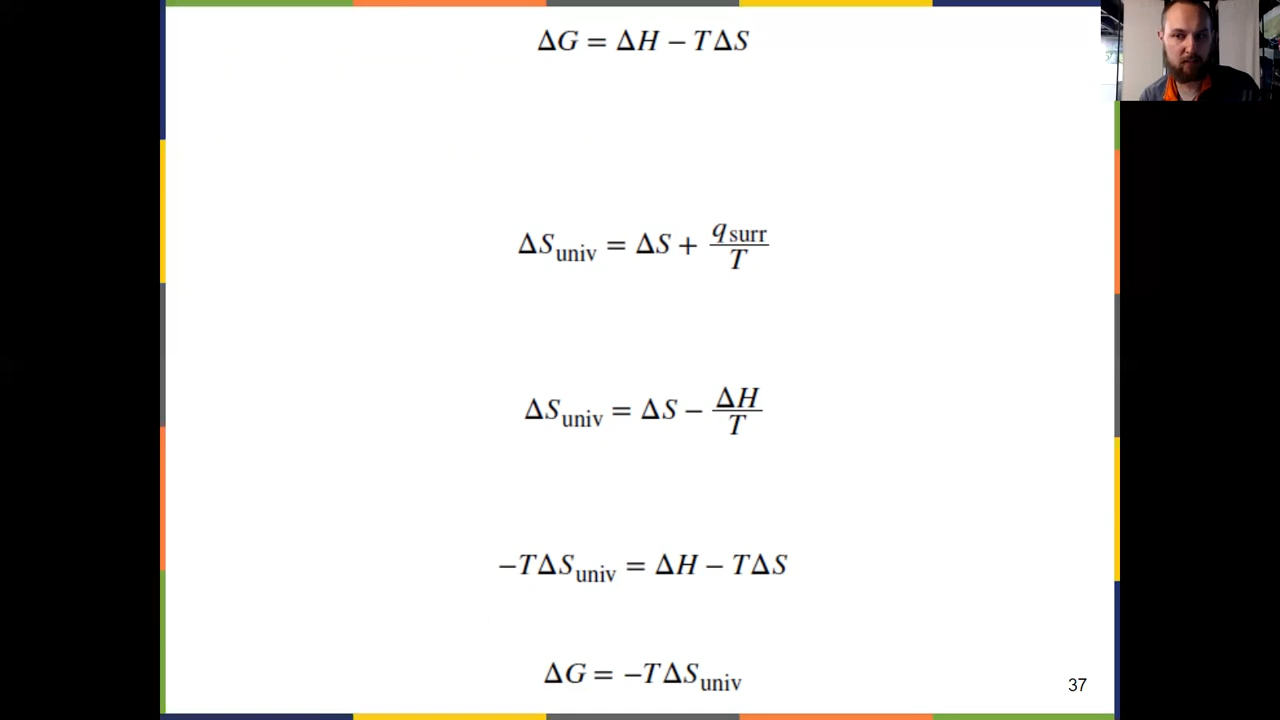 ΔG = ΔH − TΔS
ΔS_univ = ΔS + q_surr/T
ΔS_univ = ΔS − ΔH/T
−TΔS_univ = ΔH − TΔS
ΔG = −TΔS_univ
37